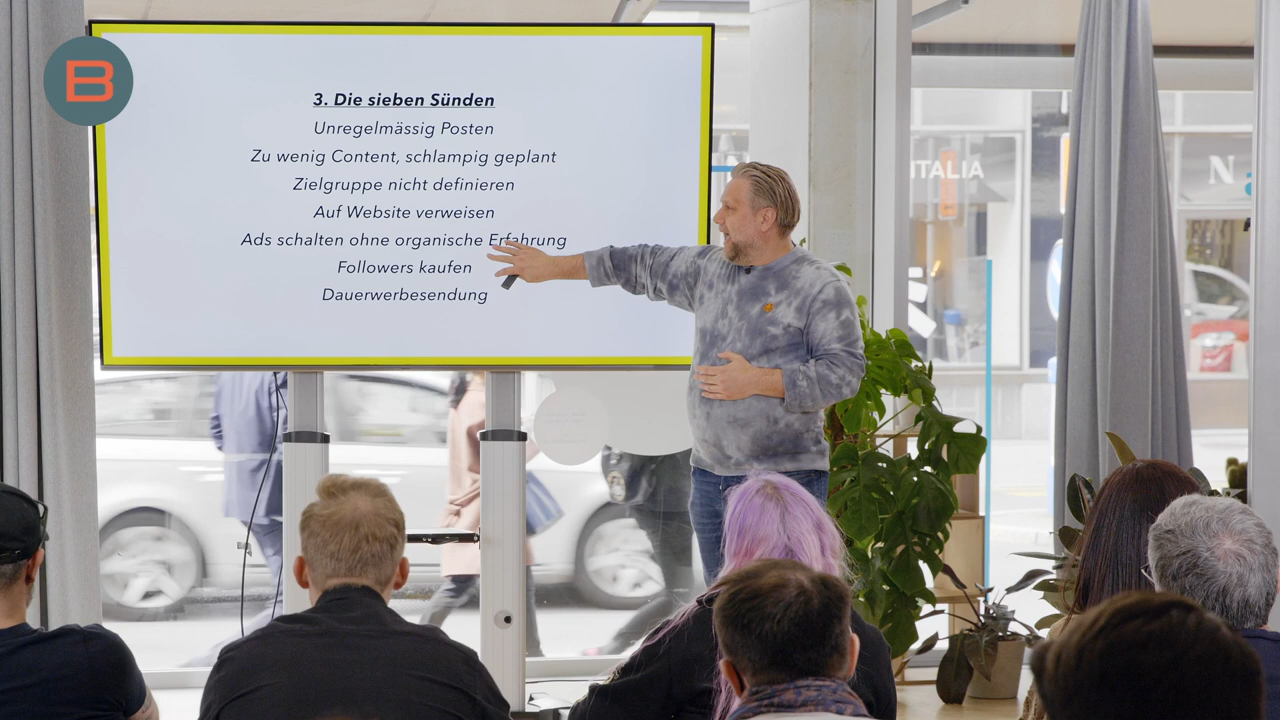 B
3. Die sieben Sünden
Unregelmässig Posten
Zu wenig Content, schlampig geplant
Zielgruppe nicht definieren
Auf Website verweisen
Ads schalten ohne organische Erfahrung
Followers kaufen
Dauerwerbesendung
ITALIA
N